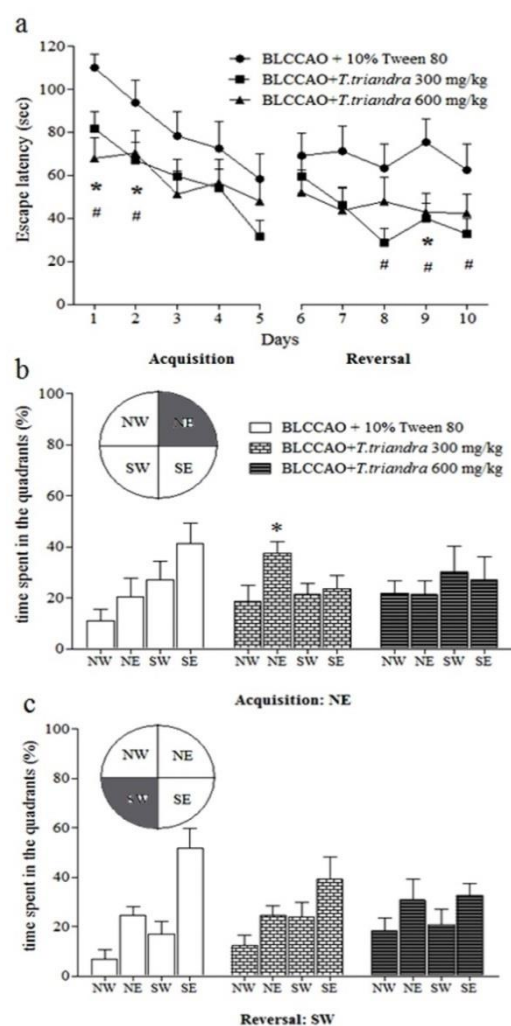 a
BLCCAO + 10% Tween 80
BLCCAO+T.triandra 300 mg/kg
BLCCAO+T.triandra 600 mg/kg
Escape latency (sec)
120
100
80
60
40
20
0
* * *
# # # # #
1 2 3 4 5 6 7 8 9 10
Days
Acquisition Reversal
b
time spent in the quadrants (%)
100
80
60
40
20
0
NW NE
SW SE
BLCCAO + 10% Tween 80
BLCCAO+T.triandra 300 mg/kg
BLCCAO+T.triandra 600 mg/kg
*
NW NE SW SE NW NE SW SE NW NE SW SE
Acquisition: NE
c
time spent in the quadrants (%)
100
80
60
40
20
0
NW NE
SW SE
NW NE SW SE NW NE SW SE NW NE SW SE
Reversal: SW